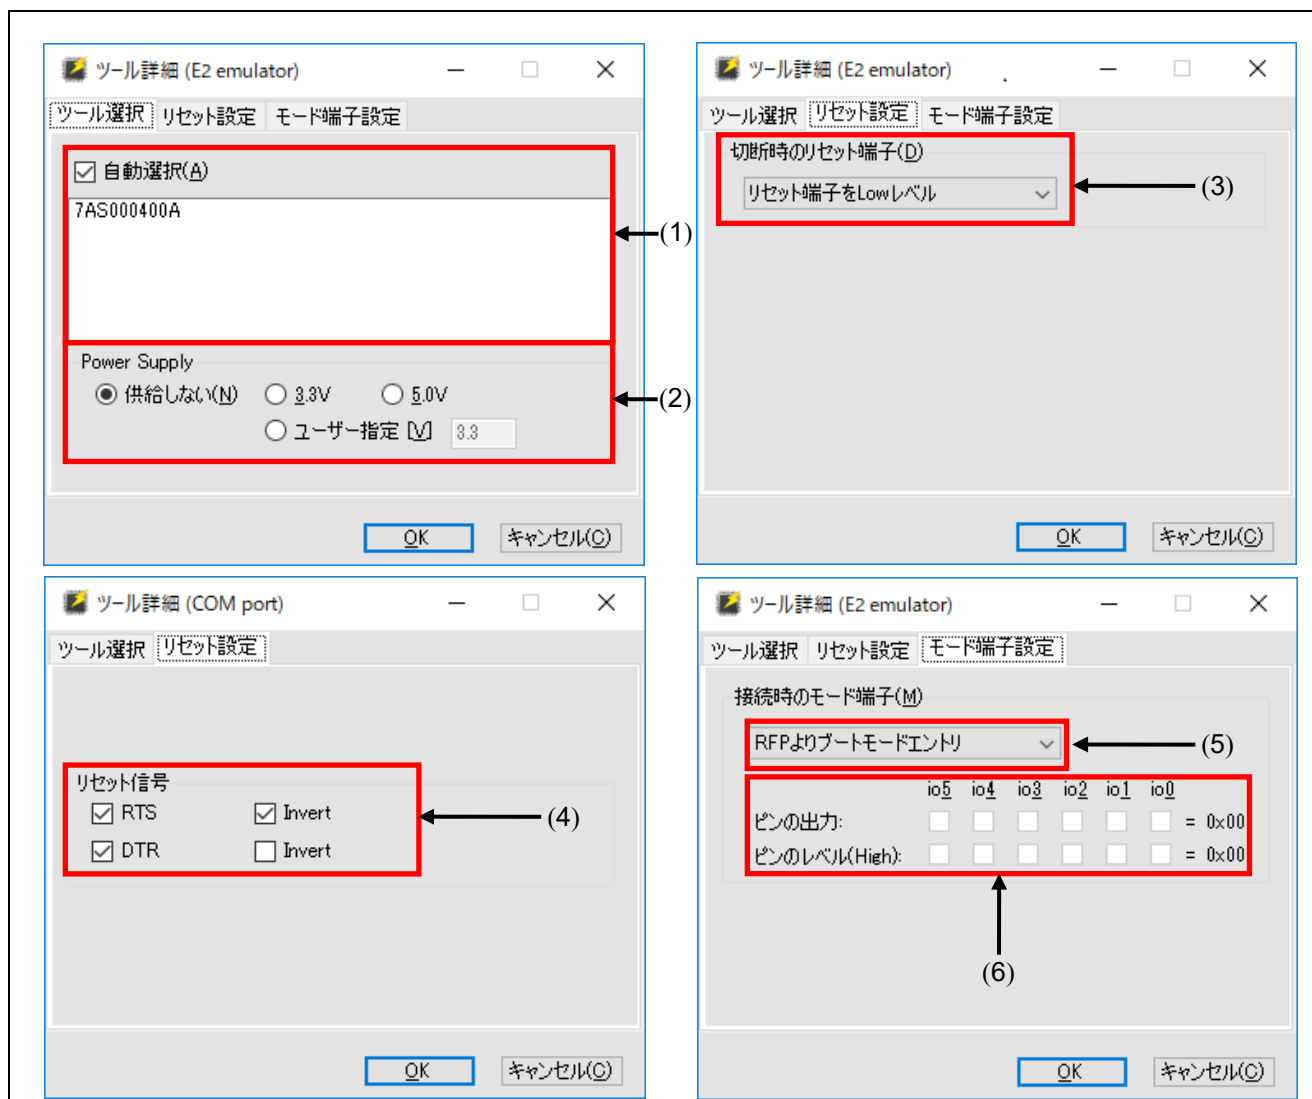 ツール詳細 (E2 emulator)
ツール選択 リセット設定 モード端子設定
自動選択(A)
7AS000400A
(1)
Power Supply
供給しない(N) 3.3V 5.0V
ユーザー指定 [V] 3.3
(2)
OK キャンセル(C)
ツール詳細 (E2 emulator)
ツール選択 リセット設定 モード端子設定
切断時のリセット端子(D)
リセット端子をLowレベル
(3)
OK キャンセル(C)
ツール詳細 (COM port)
ツール選択 リセット設定
リセット信号
RTS Invert
DTR Invert
(4)
OK キャンセル(C)
ツール詳細 (E2 emulator)
ツール選択 リセット設定 モード端子設定
接続時のモード端子(M)
RFPよりブートモードエントリ
(5)
io5 io4 io3 io2 io1 io0
ピンの出力: = 0x00
ピンのレベル(High): = 0x00
(6)
OK キャンセル(C)